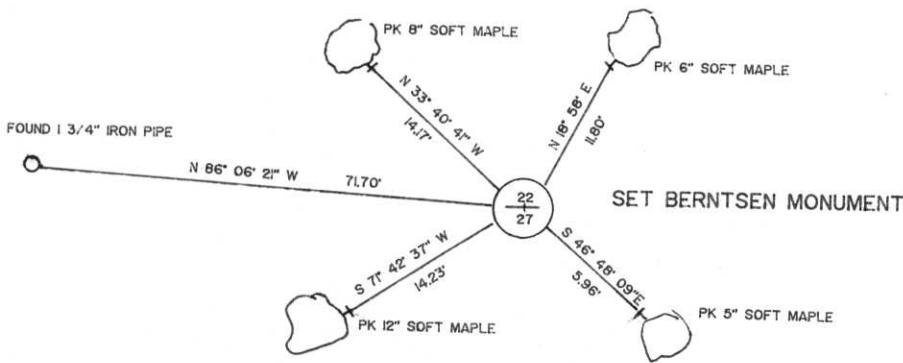 PK 8" SOFT MAPLE
PK 6" SOFT MAPLE
N 33° 40' 41" W
14.17'
N 18° 58' E
11.80'
FOUND 1 3/4" IRON PIPE
N 86° 06' 21" W 71.70'
22
27
SET BERNTSEN MONUMENT
S 71° 42' 37" W
14.23'
S 46° 48' 09"E
5.96'
PK 12" SOFT MAPLE
PK 5" SOFT MAPLE